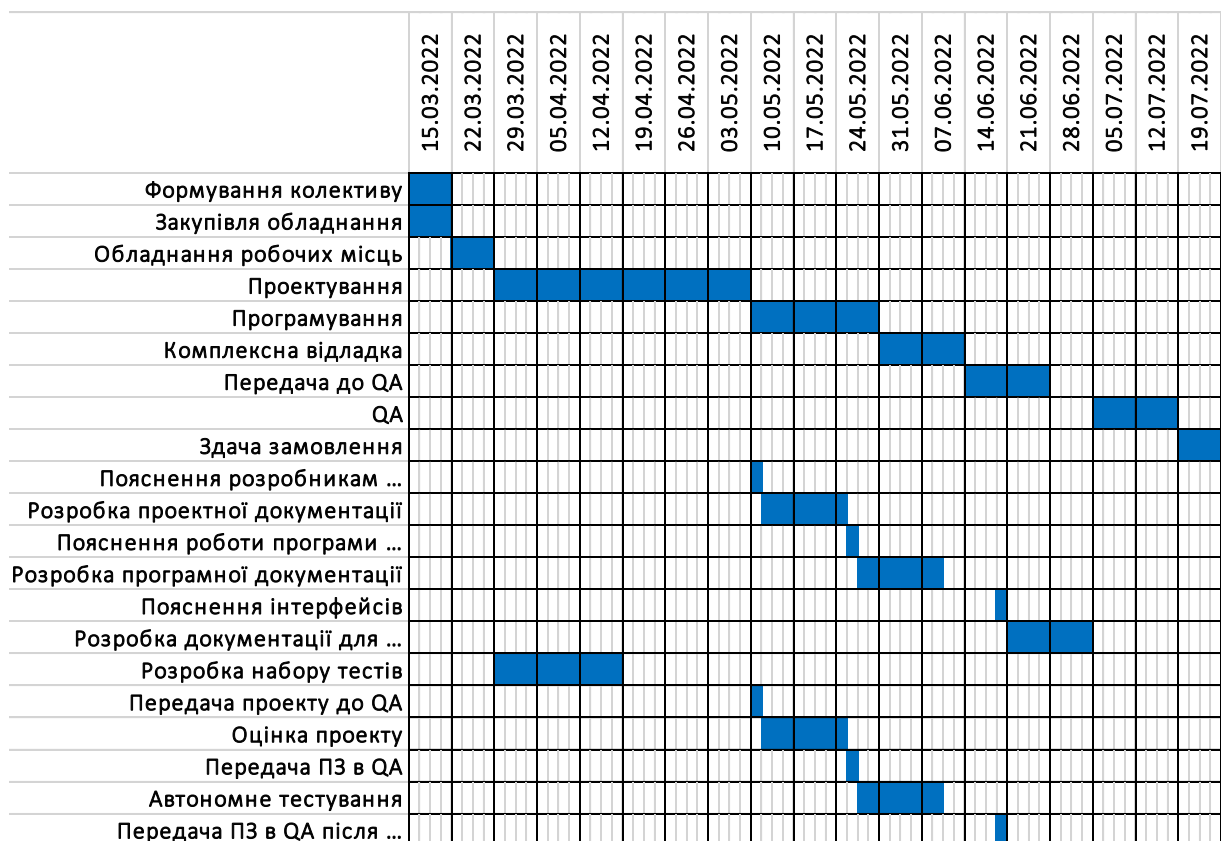 15.03.2022
22.03.2022
29.03.2022
05.04.2022
12.04.2022
19.04.2022
26.04.2022
03.05.2022
10.05.2022
17.05.2022
24.05.2022
31.05.2022
07.06.2022
14.06.2022
21.06.2022
28.06.2022
05.07.2022
12.07.2022
19.07.2022
Формування колективу
Закупівля обладнання
Обладнання робочих місць
Проектування
Програмування
Комплексна відладка
Передача до QA
QA
Здача замовлення
Пояснення розробникам ...
Розробка проектної документації
Пояснення роботи програми ...
Розробка програмної документації
Пояснення інтерфейсів
Розробка документації для ...
Розробка набору тестів
Передача проекту до QA
Оцінка проекту
Передача ПЗ в QA
Автономне тестування
Передача ПЗ в QA після ...